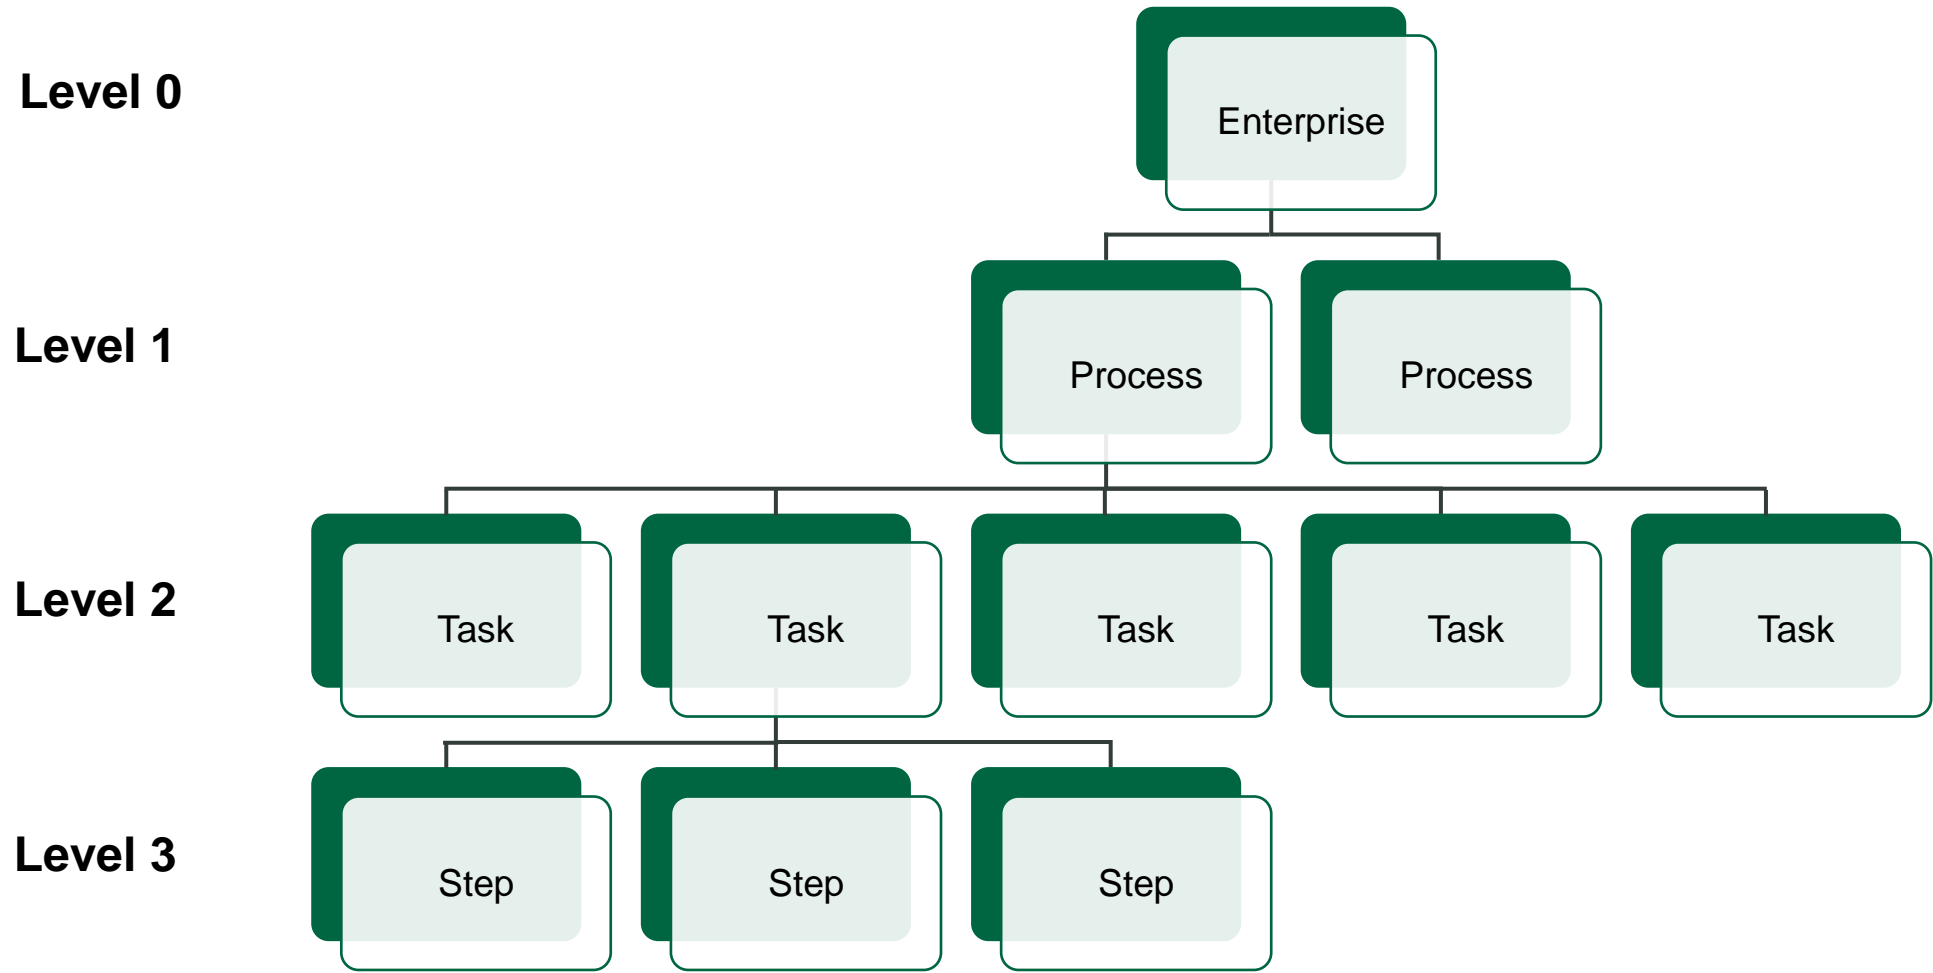 Level 0
Enterprise
Level 1
Process
Process
Level 2
Task
Task
Task
Task
Task
Level 3
Step
Step
Step